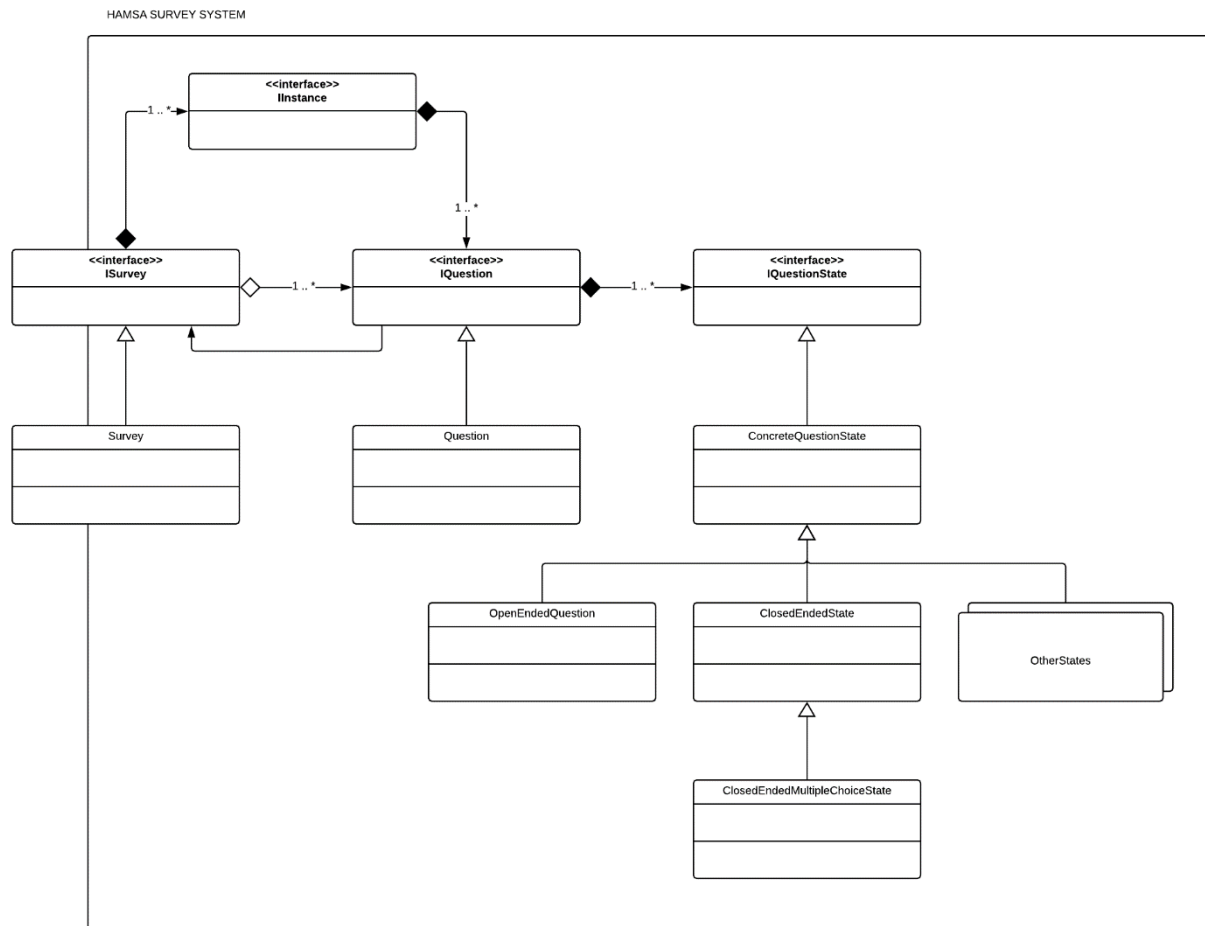 HAMSA SURVEY SYSTEM
<<interface>>
IInstance
1 .. *
1 .. *
<<interface>>
ISurvey
1 .. *
<<interface>>
IQuestion
1 .. *
<<interface>>
IQuestionState
Survey
Question
ConcreteQuestionState
OpenEndedQuestion
ClosedEndedState
OtherStates
ClosedEndedMultipleChoiceState